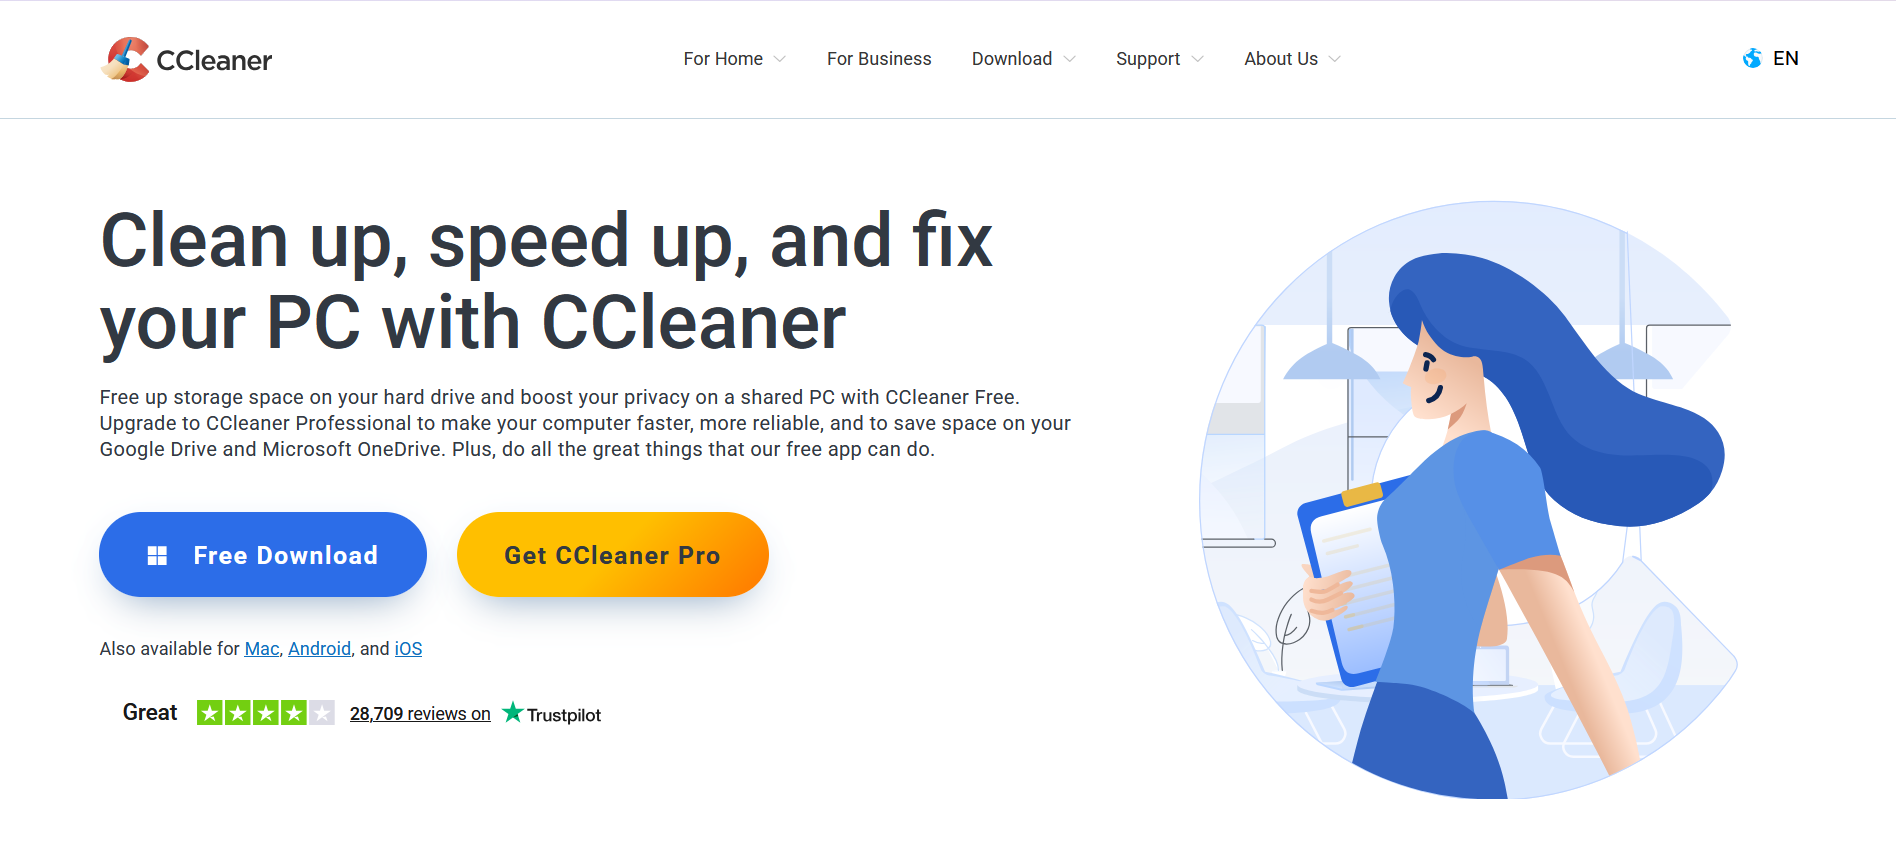 CCleaner
For Home
For Business
Download
Support
About Us
EN
Clean up, speed up, and fix
your PC with CCleaner
Free up storage space on your hard drive and boost your privacy on a shared PC with CCleaner Free.
Upgrade to CCleaner Professional to make your computer faster, more reliable, and to save space on your
Google Drive and Microsoft OneDrive. Plus, do all the great things that our free app can do.
Free Download
Get CCleaner Pro
Also available for Mac, Android, and iOS
Great
28,709 reviews on
Trustpilot